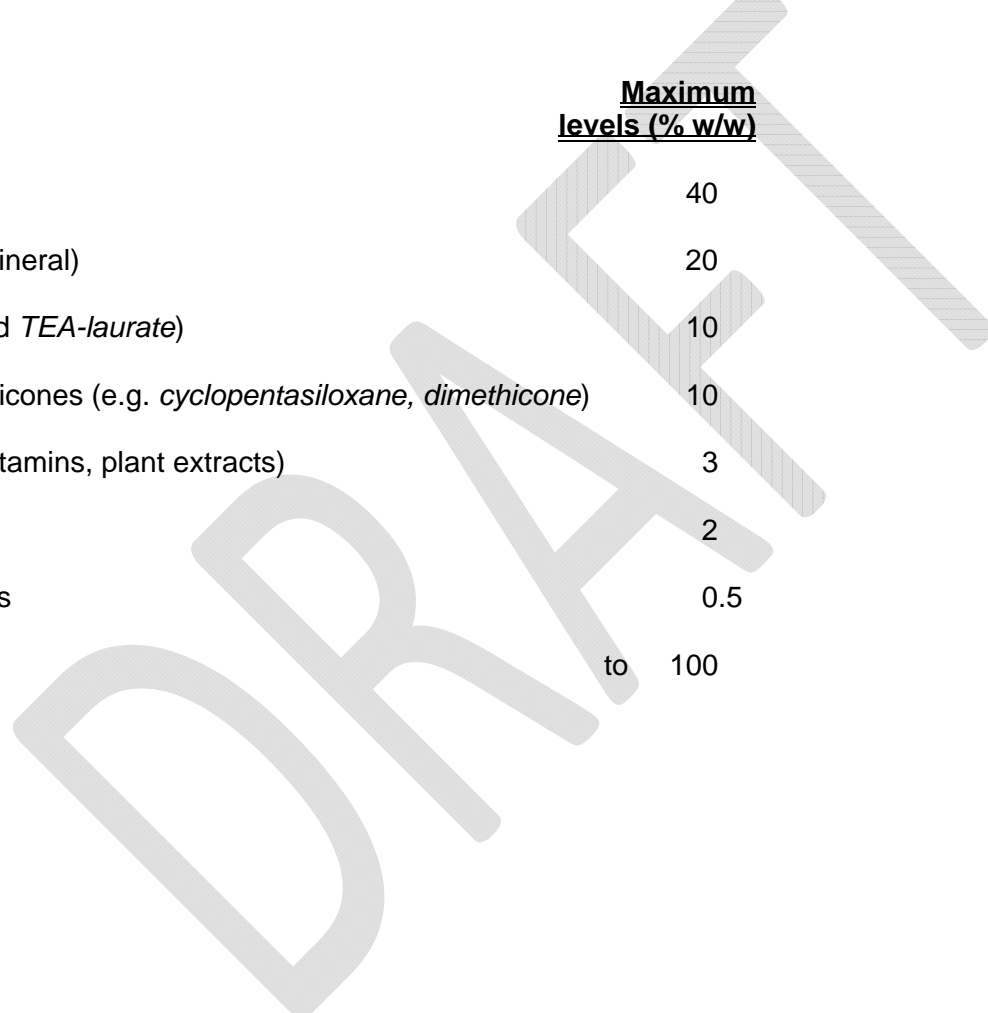 Maximum
levels (% w/w)
40
ineral) 20
d TEA-laurate) 10
icones (e.g. cyclopentasiloxane, dimethicone) 10
tamins, plant extracts) 3
2
s 0.5
to 100
DRAFT